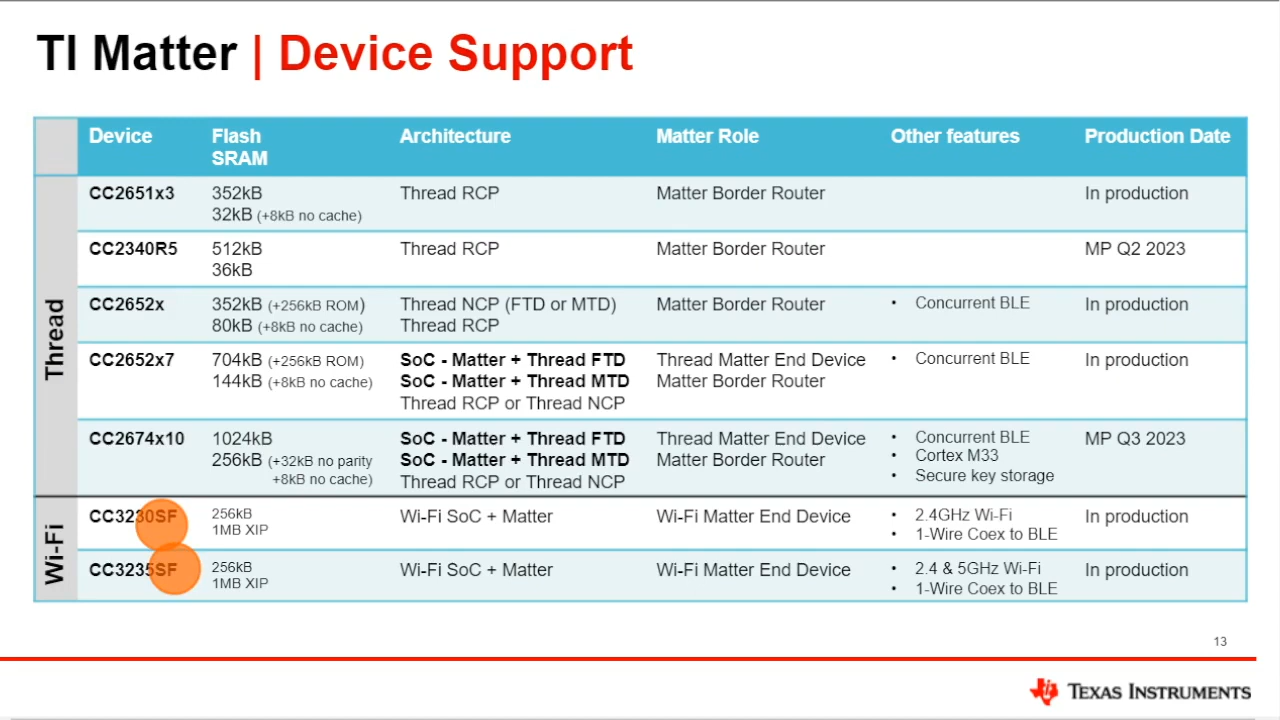 TI Matter | Device Support
Device Flash Architecture Matter Role Other features Production Date
SRAM
Thread
CC2651x3 352kB Thread RCP Matter Border Router In production
32kB (+8kB no cache)
CC2340R5 512kB Thread RCP Matter Border Router MP Q2 2023
36kB
CC2652x 352kB (+256kB ROM) Thread NCP (FTD or MTD) Matter Border Router • Concurrent BLE In production
80kB (+8kB no cache) Thread RCP
CC2652x7 704kB (+256kB ROM) SoC - Matter + Thread FTD Thread Matter End Device • Concurrent BLE In production
144kB (+8kB no cache) SoC - Matter + Thread MTD Matter Border Router
Thread RCP or Thread NCP
CC2674x10 1024kB SoC - Matter + Thread FTD Thread Matter End Device • Concurrent BLE MP Q3 2023
256kB (+32kB no parity SoC - Matter + Thread MTD Matter Border Router • Cortex M33
+8kB no cache) Thread RCP or Thread NCP • Secure key storage
Wi-Fi
CC3230SF 256kB Wi-Fi SoC + Matter Wi-Fi Matter End Device • 2.4GHz Wi-Fi In production
1MB XIP • 1-Wire Coex to BLE
CC3235SF 256kB Wi-Fi SoC + Matter Wi-Fi Matter End Device • 2.4 & 5GHz Wi-Fi In production
1MB XIP • 1-Wire Coex to BLE
13
TEXAS INSTRUMENTS